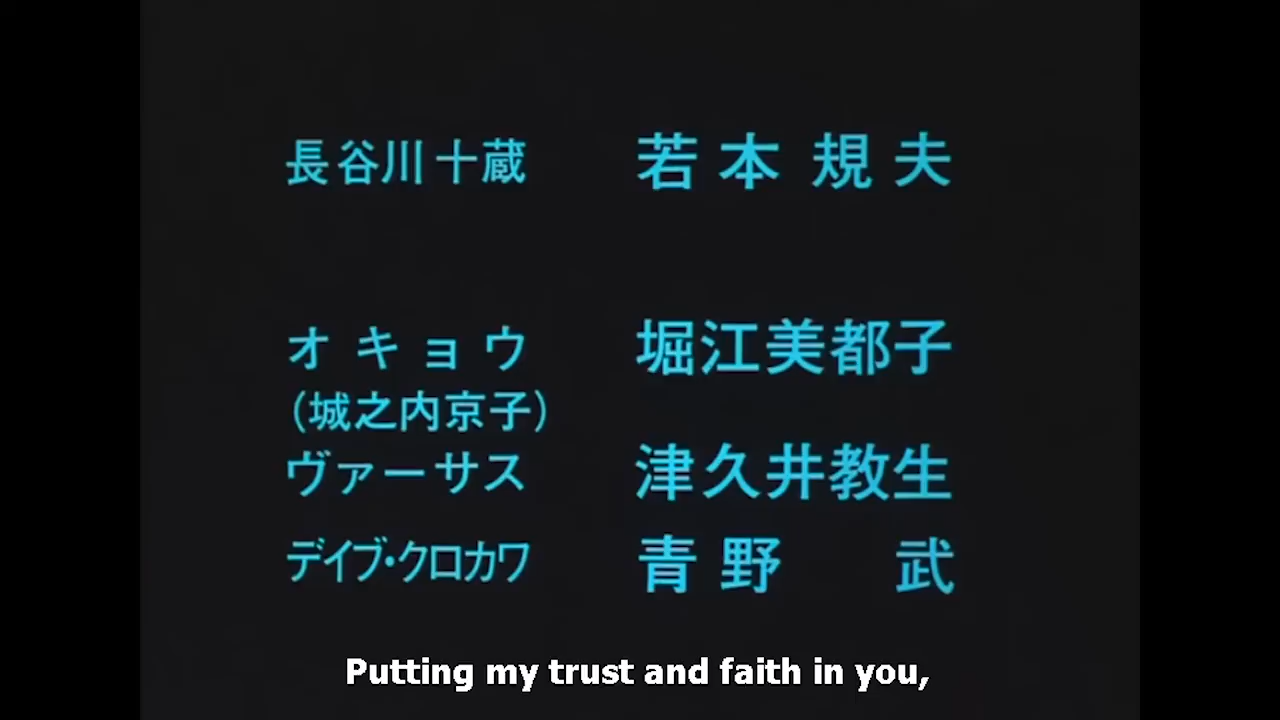 長谷川十蔵 若本規夫
オキョウ 堀江美都子
(城之内京子)
ヴァーサス 津久井教生
デイブ・クロカワ 青野 武
Putting my trust and faith in you,